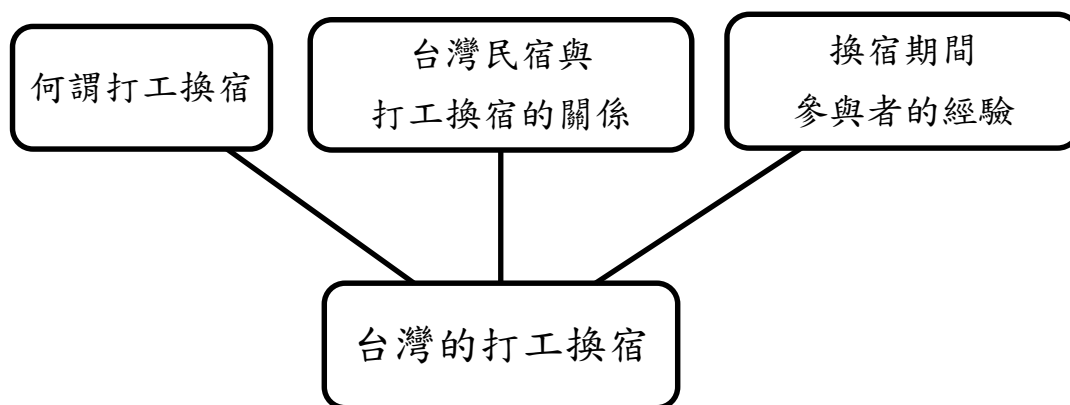 何謂打工換宿
台灣民宿與
打工換宿的關係
換宿期間
參與者的經驗
台灣的打工換宿